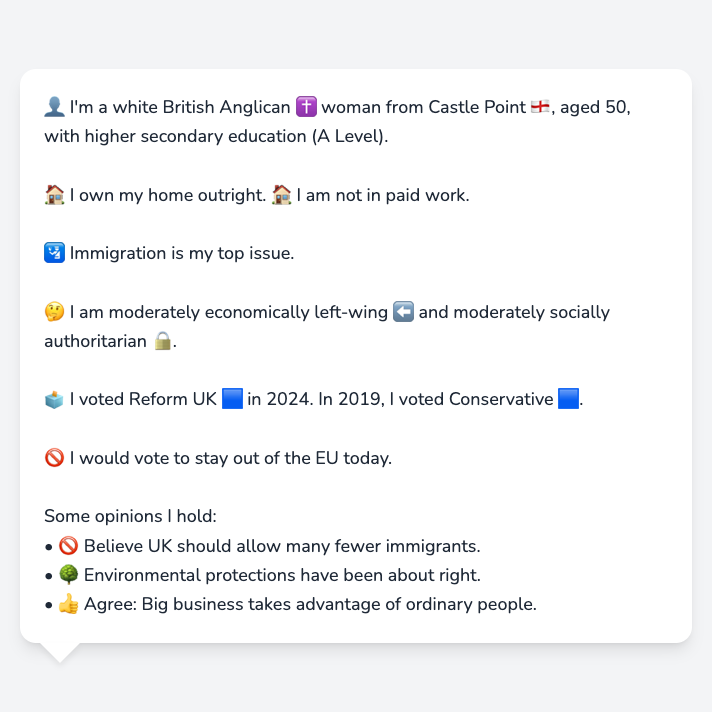 👤 I'm a white British Anglican ✝️ woman from Castle Point 🏴󠁧󠁢󠁥󠁮󠁧󠁿, aged 50,
with higher secondary education (A Level).
🏠 I own my home outright. 🏠 I am not in paid work.
🛂 Immigration is my top issue.
🤔 I am moderately economically left-wing ⬅️ and moderately socially
authoritarian 🔒.
🗳️ I voted Reform UK 🟦 in 2024. In 2019, I voted Conservative 🟦.
🚫 I would vote to stay out of the EU today.
Some opinions I hold:
• 🚫 Believe UK should allow many fewer immigrants.
• 🌳 Environmental protections have been about right.
• 👍 Agree: Big business takes advantage of ordinary people.